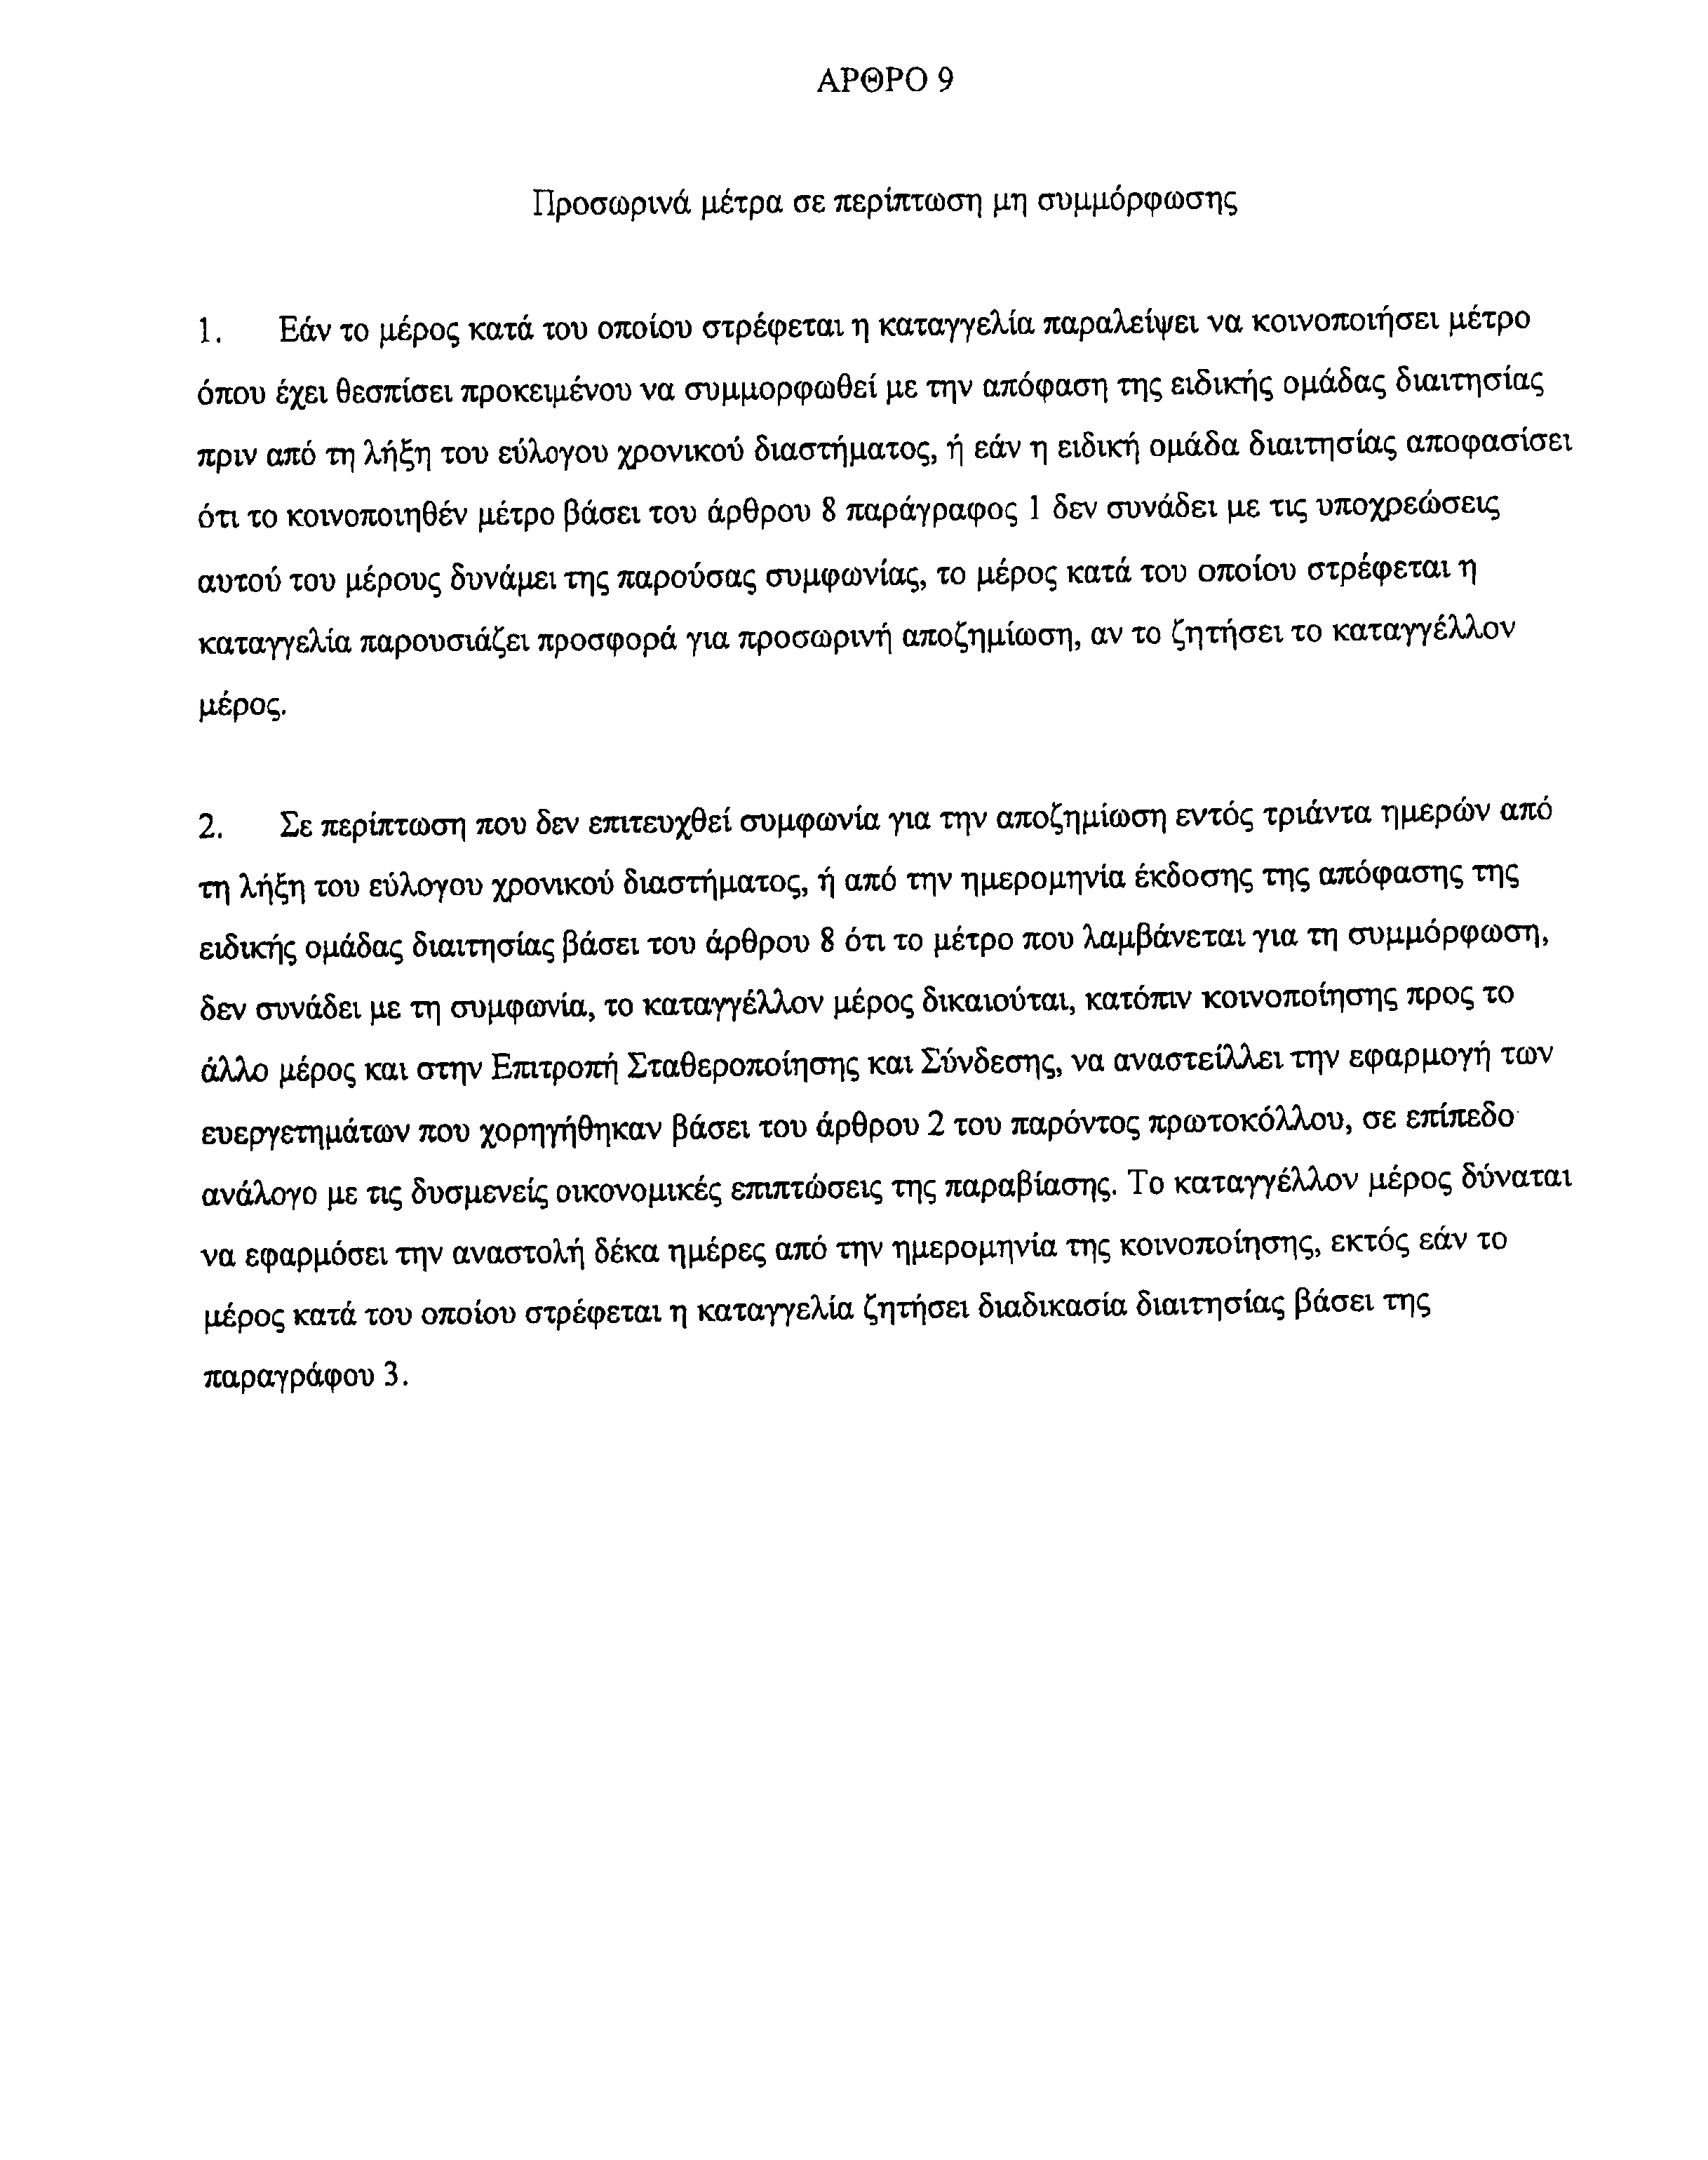 ΑΡΘΡΟ 9
Προσωρινά μέτρα σε περίπτωση μη συμμόρφωσης
1. Εάν το μέρος κατά του οποίου στρέφεται η καταγγελία παραλείψει να κοινοποιήσει μέτρο
όπου έχει θεσπίσει προκειμένου να συμμορφωθεί με την απόφαση της ειδικής ομάδας διαιτησίας
πριν από τη λήξη του εύλογου χρονικού διαστήματος, ή εάν η ειδική ομάδα διαιτησίας αποφασίσει
ότι το κοινοποιηθέν μέτρο βάσει του άρθρου 8 παράγραφος 1 δεν συνάδει με τις υποχρεώσεις
αυτού του μέρους δυνάμει της παρούσας συμφωνίας, το μέρος κατά του οποίου στρέφεται η
καταγγελία παρουσιάζει προσφορά για προσωρινή αποζημίωση, αν το ζητήσει το καταγγέλλον
μέρος.
2. Σε περίπτωση που δεν επιτευχθεί συμφωνία για την αποζημίωση εντός τριάντα ημερών από
τη λήξη του εύλογου χρονικού διαστήματος, ή από την ημερομηνία έκδοσης της απόφασης της
ειδικής ομάδας διαιτησίας βάσει του άρθρου 8 ότι το μέτρο που λαμβάνεται για τη συμμόρφωση,
δεν συνάδει με τη συμφωνία, το καταγγέλλον μέρος δικαιούται, κατόπιν κοινοποίησης προς το
άλλο μέρος και στην Επιτροπή Σταθεροποίησης και Σύνδεσης, να αναστείλλει την εφαρμογή των
ευεργετημάτων που χορηγήθηκαν βάσει του άρθρου 2 του παρόντος πρωτοκόλλου, σε επίπεδο
ανάλογο με τις δυσμενείς οικονομικές επιπτώσεις της παραβίασης. Το καταγγέλλον μέρος δύναται
να εφαρμόσει την αναστολή δέκα ημέρες από την ημερομηνία της κοινοποίησης, εκτός εάν το
μέρος κατά του οποίου στρέφεται η καταγγελία ζητήσει διαδικασία διαιτησίας βάσει της
παραγράφου 3.